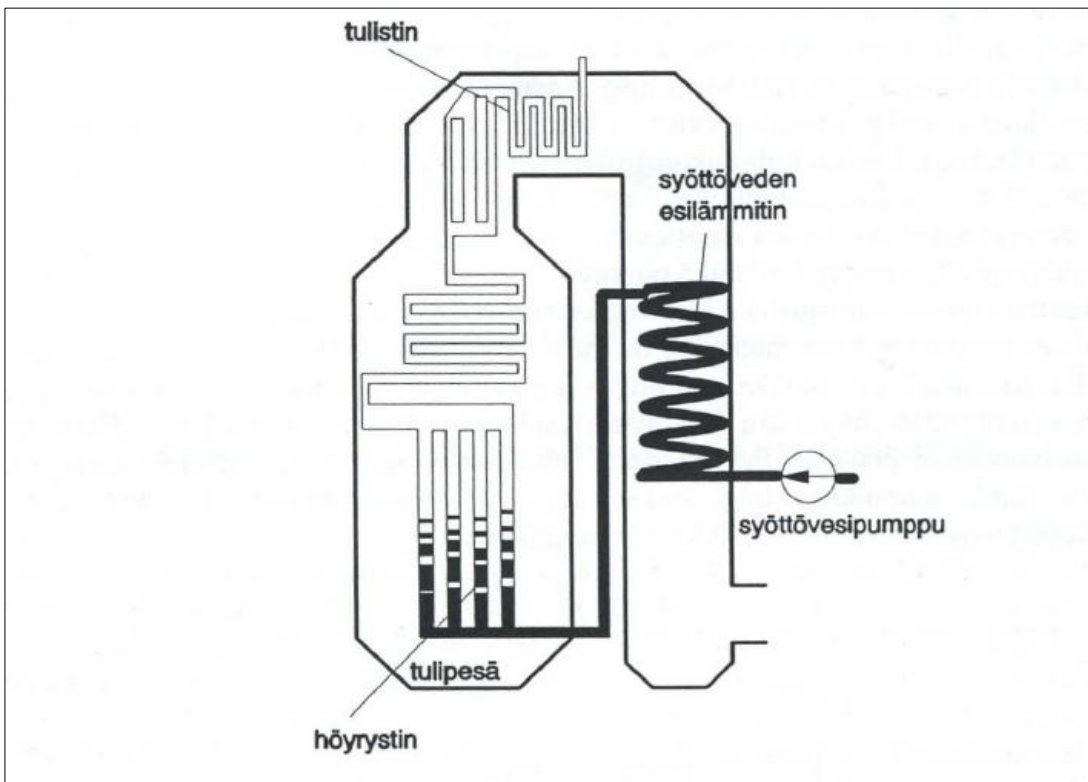 tulistin
syöttöveden
esilämmitin
syöttövesipumppu
tulipesä
höyrystin